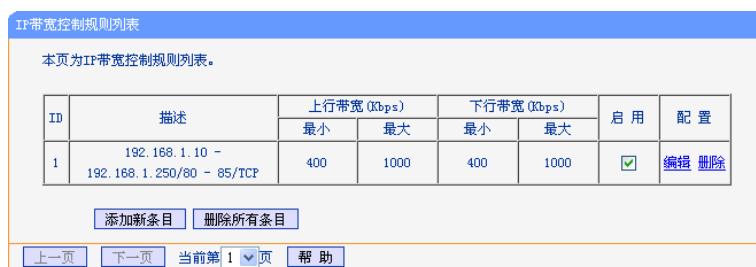 IP带宽控制规则列表
本页为IP带宽控制规则列表。
ID 描述 上行带宽(Kbps) 下行带宽(Kbps) 启用 配置
最小 最大 最小 最大
1 192.168.1.10 - 192.168.1.250/80 - 85/TCP 400 1000 400 1000 编辑 删除
添加新条目 删除所有条目
上一页 下一页 当前第 1 页 帮助